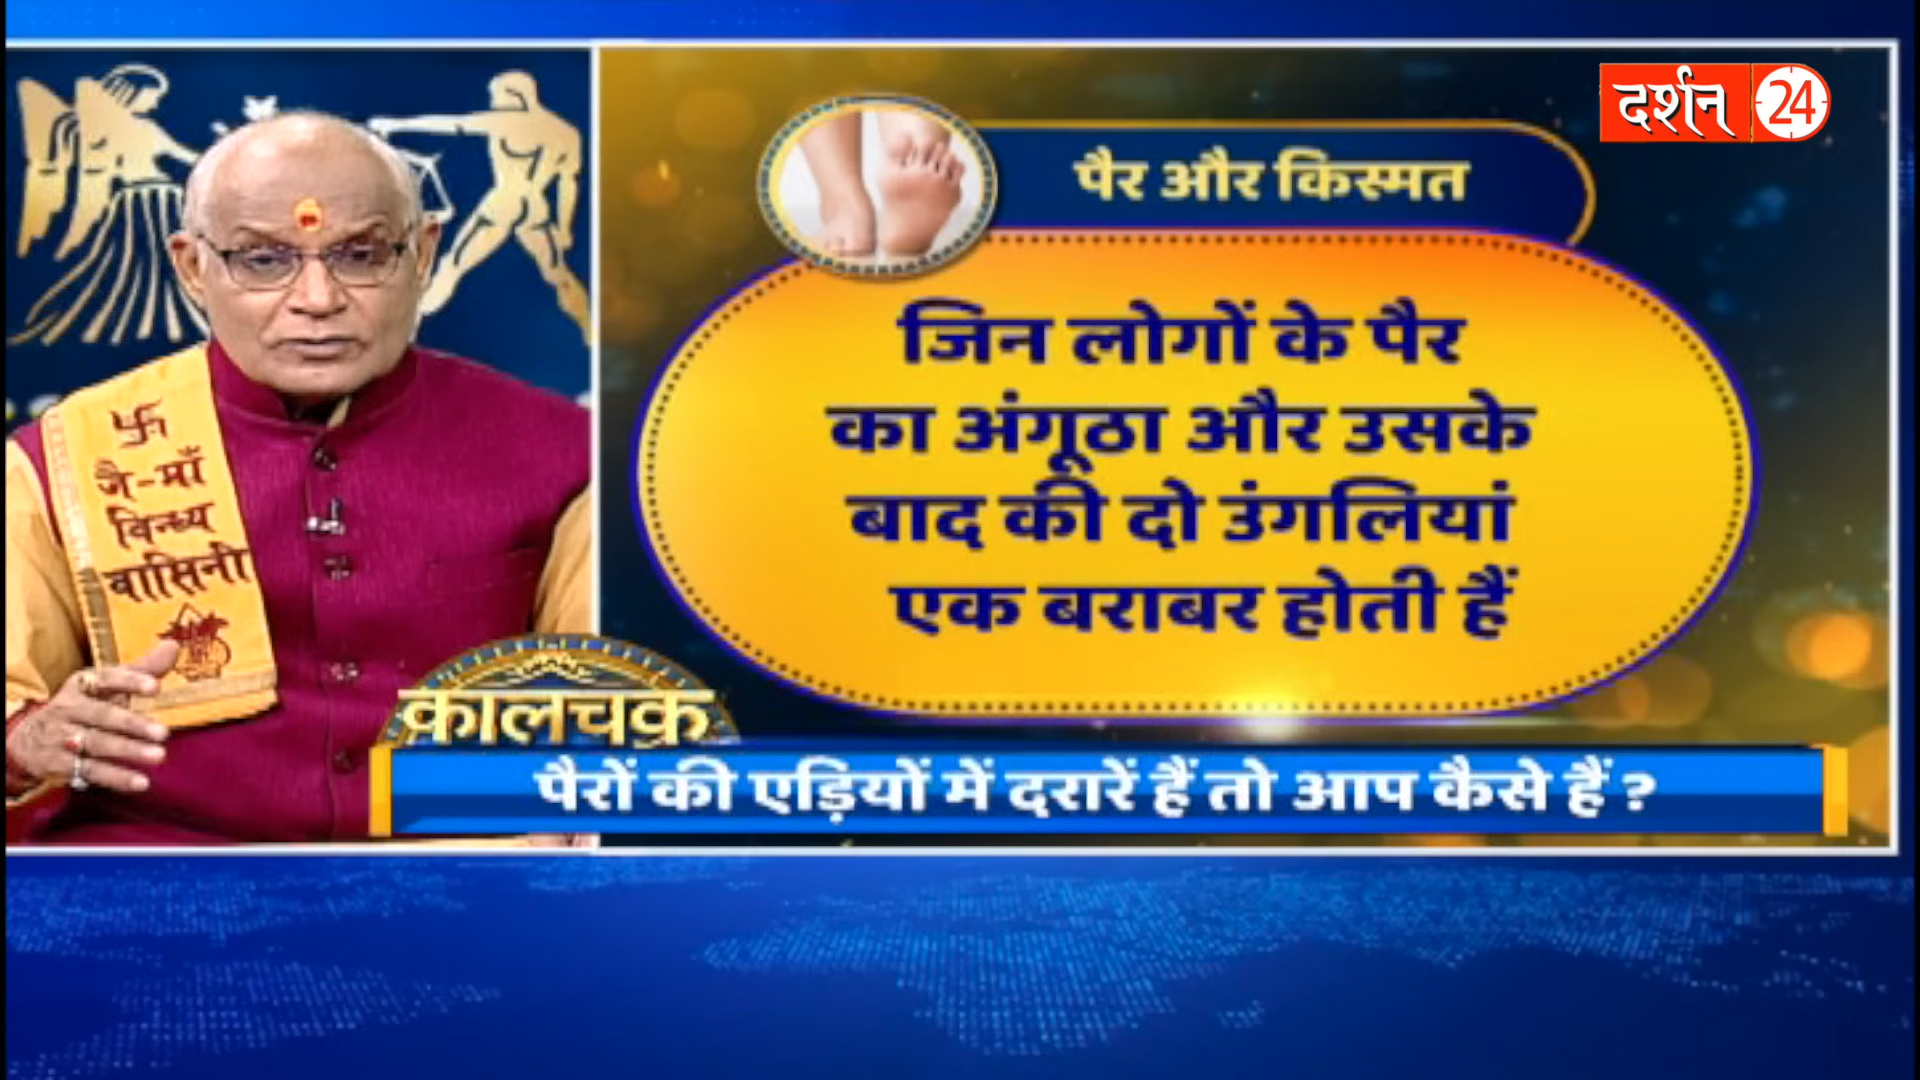 दर्शन 24
पैर और किस्मत
जिन लोगों के पैर
का अंगूठा और उसके
बाद की दो उंगलियां
एक बराबर होती हैं
जै-माँ
विन्ध्य
वासिनी
कालचक्र
पैरों की एड़ियों में दरारें हैं तो आप कैसे हैं ?